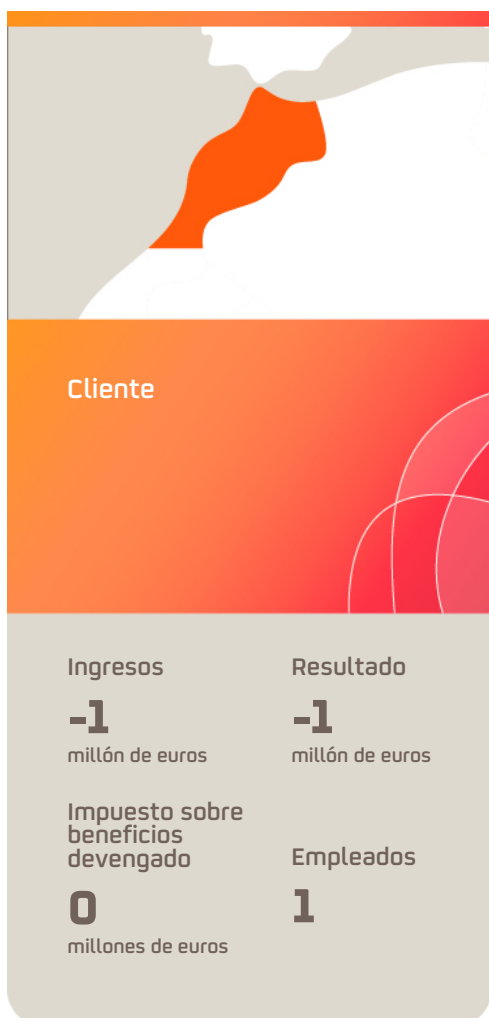 Cliente
Ingresos
-1
millón de euros
Resultado
-1
millón de euros
Impuesto sobre
beneficios
devengado
0
millones de euros
Empleados
1